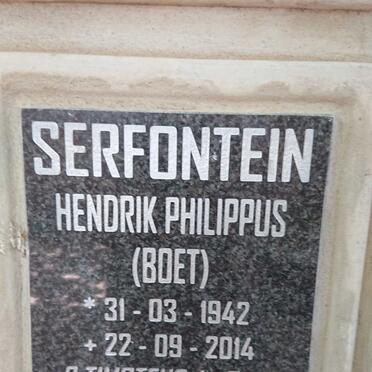 SERFONTEIN
HENDRIK PHILIPPUS
(BOET)
* 31 - 03 - 1942
+ 22 - 09 - 2014